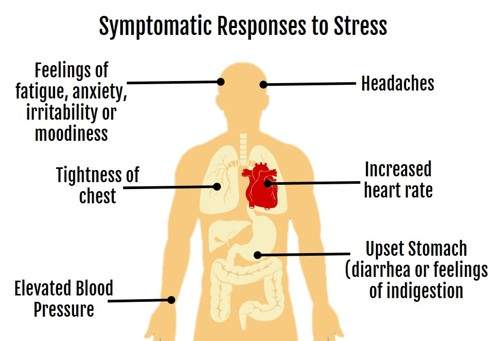 Symptomatic Responses to Stress
Feelings of
fatigue, anxiety,
irritability or
moodiness
Headaches
Tightness of
chest
Increased
heart rate
Elevated Blood
Pressure
Upset Stomach
(diarrhea or feelings
of indigestion